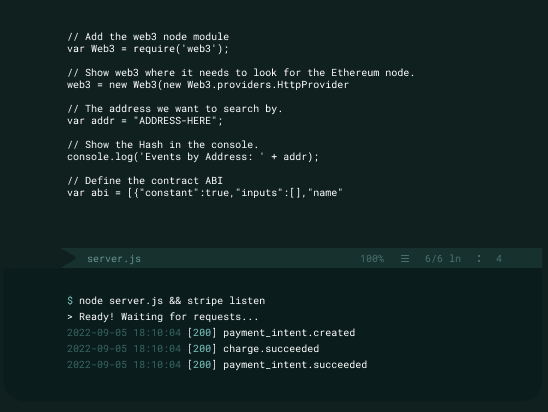 // Add the web3 node module
var Web3 = require('web3');
// Show web3 where it needs to look for the Ethereum node.
web3 = new Web3(new Web3.providers.HttpProvider
// The address we want to search by.
var addr = "ADDRESS-HERE";
// Show the Hash in the console.
console.log('Events by Address: ' + addr);
// Define the contract ABI
var abi = [{"constant":true,"inputs":[],"name"
server.js 100% ☰ 6/6 ln : 4
$ node server.js && stripe listen
> Ready! Waiting for requests...
2022-09-05 18:10:04 [200] payment_intent.created
2022-09-05 18:10:04 [200] charge.succeeded
2022-09-05 18:10:04 [200] payment_intent.succeeded